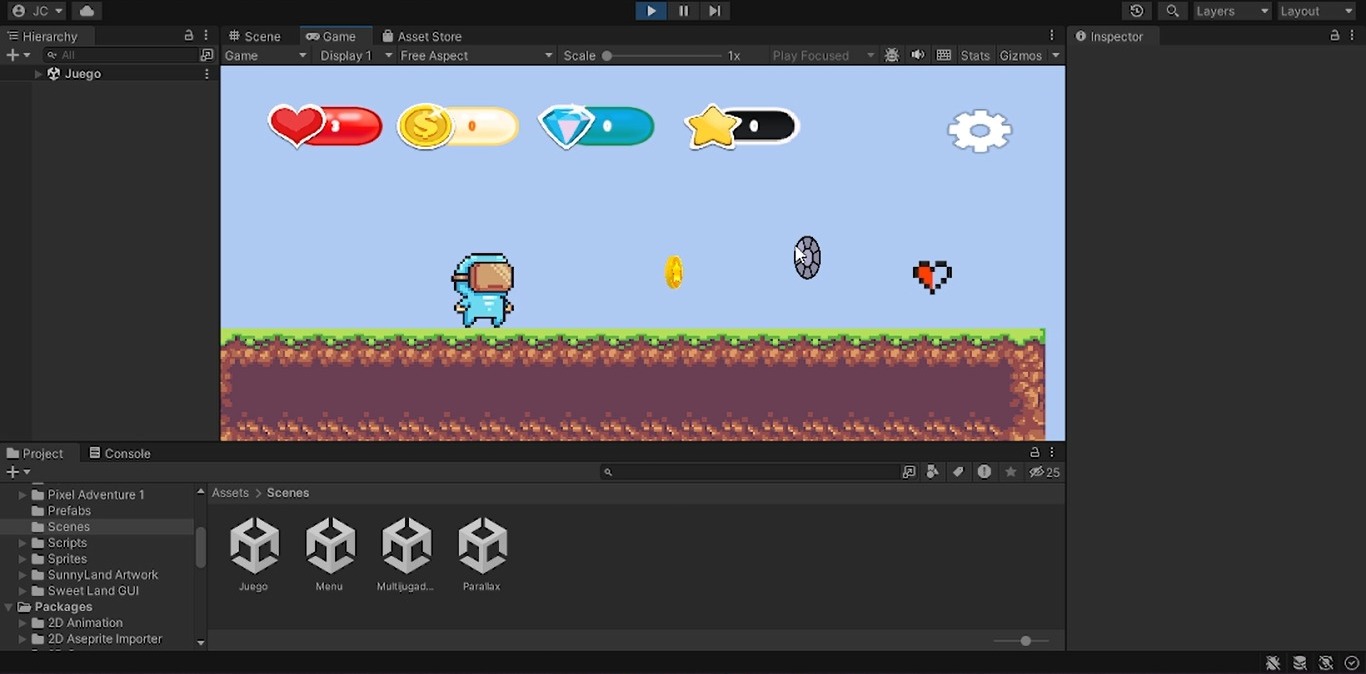 JC Layers Layout
Hierarchy Scene Game Asset Store Inspector
All Game Display 1 Free Aspect Scale 1x Play Focused Stats Gizmos
Juego
3 $ 0 0 0
Project Console
25
Pixel Adventure 1
Prefabs
Scenes
Scripts
Sprites
SunnyLand Artwork
Sweet Land GUI
Packages
2D Animation
2D Aseprite Importer
Assets > Scenes
Juego Menu Multijugad... Parallax